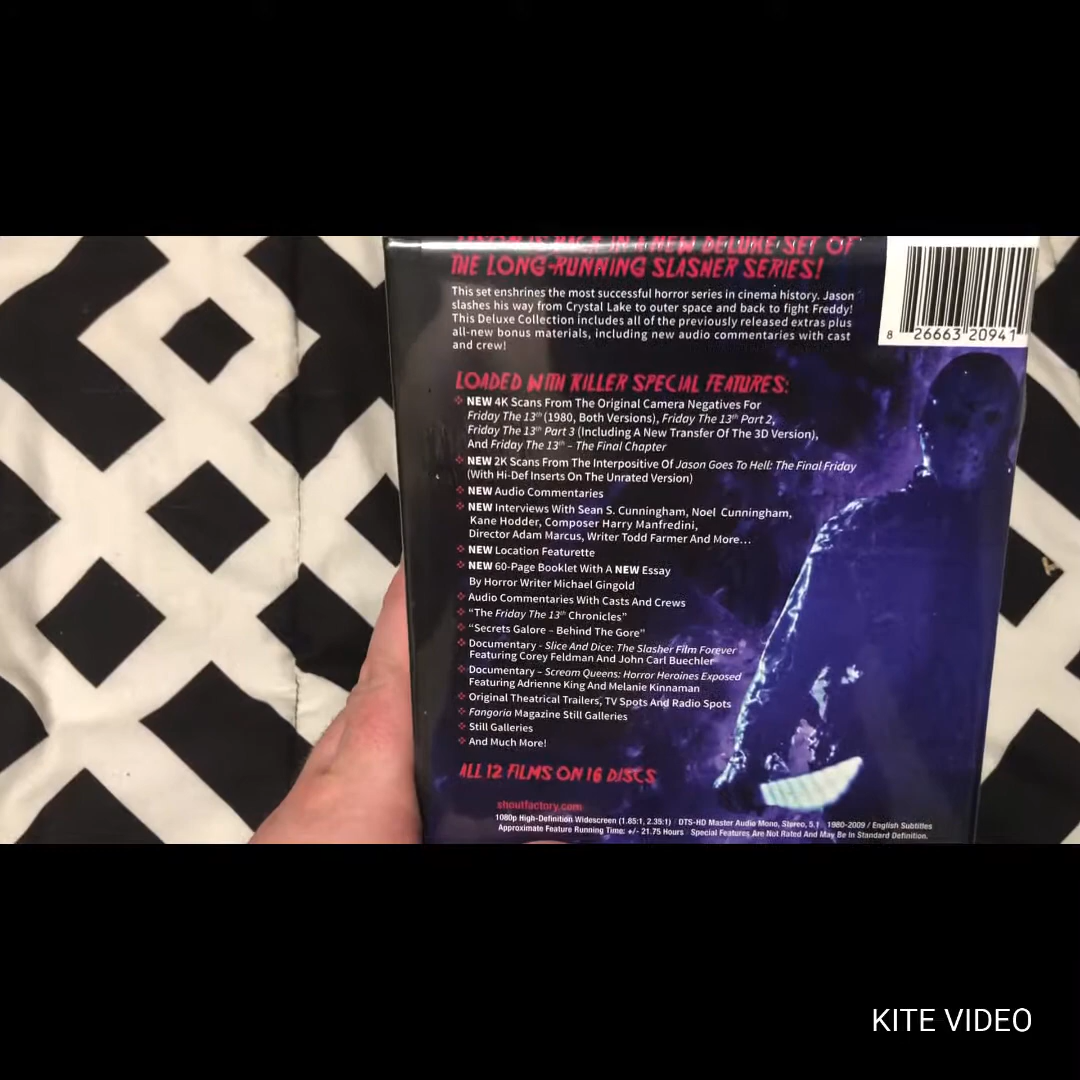 IN A NEW DELUXE SET OF
THE LONG-RUNNING SLASHER SERIES!
This set enshrines the most successful horror series in cinema history. Jason
slashes his way from Crystal Lake to outer space and back to fight Freddy!
This Deluxe Collection includes all of the previously released extras plus
all-new bonus materials, including new audio commentaries with cast
and crew!
8 26663 20941
LOADED WITH KILLER SPECIAL FEATURES:
NEW 4K Scans From The Original Camera Negatives For
Friday The 13th (1980, Both Versions), Friday The 13th Part 2,
Friday The 13th Part 3 (Including A New Transfer Of The 3D Version),
And Friday The 13th – The Final Chapter
NEW 2K Scans From The Interpositive Of Jason Goes To Hell: The Final Friday
(With Hi-Def Inserts On The Unrated Version)
NEW Audio Commentaries
NEW Interviews With Sean S. Cunningham, Noel Cunningham,
Kane Hodder, Composer Harry Manfredini,
Director Adam Marcus, Writer Todd Farmer And More...
NEW Location Featurette
NEW 60-Page Booklet With A NEW Essay
By Horror Writer Michael Gingold
Audio Commentaries With Casts And Crews
"The Friday The 13th Chronicles"
"Secrets Galore – Behind The Gore"
Documentary - Slice And Dice: The Slasher Film Forever
Featuring Corey Feldman And John Carl Buechler
Documentary – Scream Queens: Horror Heroines Exposed
Featuring Adrienne King And Melanie Kinnaman
Original Theatrical Trailers, TV Spots And Radio Spots
Fangoria Magazine Still Galleries
Still Galleries
And Much More!
ALL 12 FILMS ON 16 DISCS
shoutfactory.com
1080p High-Definition Widescreen (1.85:1, 2.35:1) / DTS-HD Master Audio Mono, Stereo, 5.1 / 1980-2009 / English Subtitles
Approximate Feature Running Time: +/- 21.75 Hours / Special Features Are Not Rated And May Be In Standard Definition.
KITE VIDEO